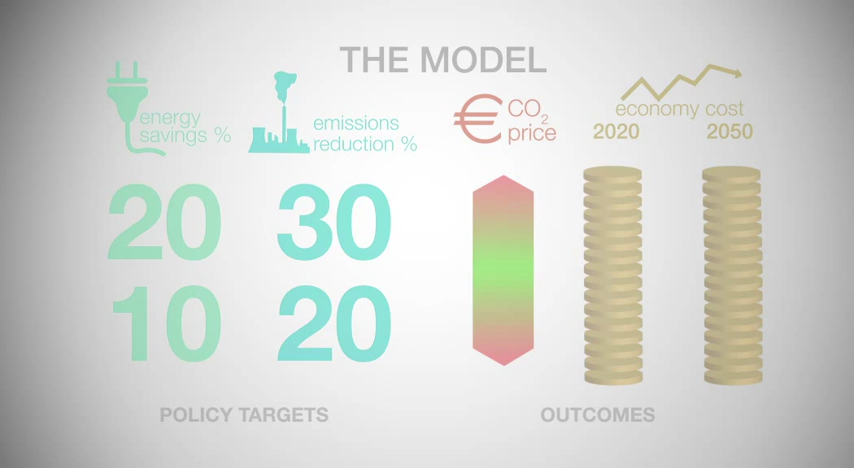 THE MODEL
energy
savings %
emissions
reduction %
€ CO2
price
economy cost
2020 2050
20 30
10 20
POLICY TARGETS OUTCOMES